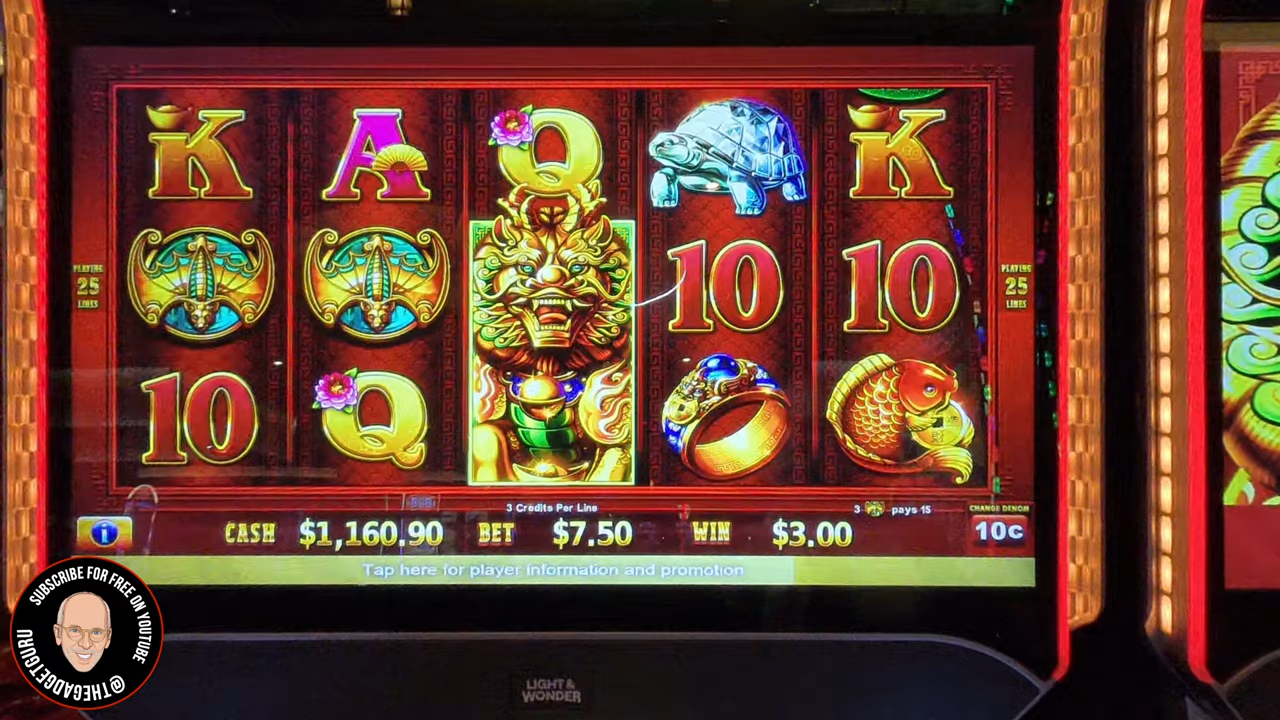 K A Q K
PLAYING
25
LINES
10 10
PLAYING
25
LINES
10 Q
3 Credits Per Line
3 pays 15
CHANGE DENOM
CASH $1,160.90 BET $7.50 WIN $3.00 10¢
Tap here for player information and promotion
SUBSCRIBE FOR FREE ON YOUTUBE
@THEGADGETGURU
LIGHT &
WONDER